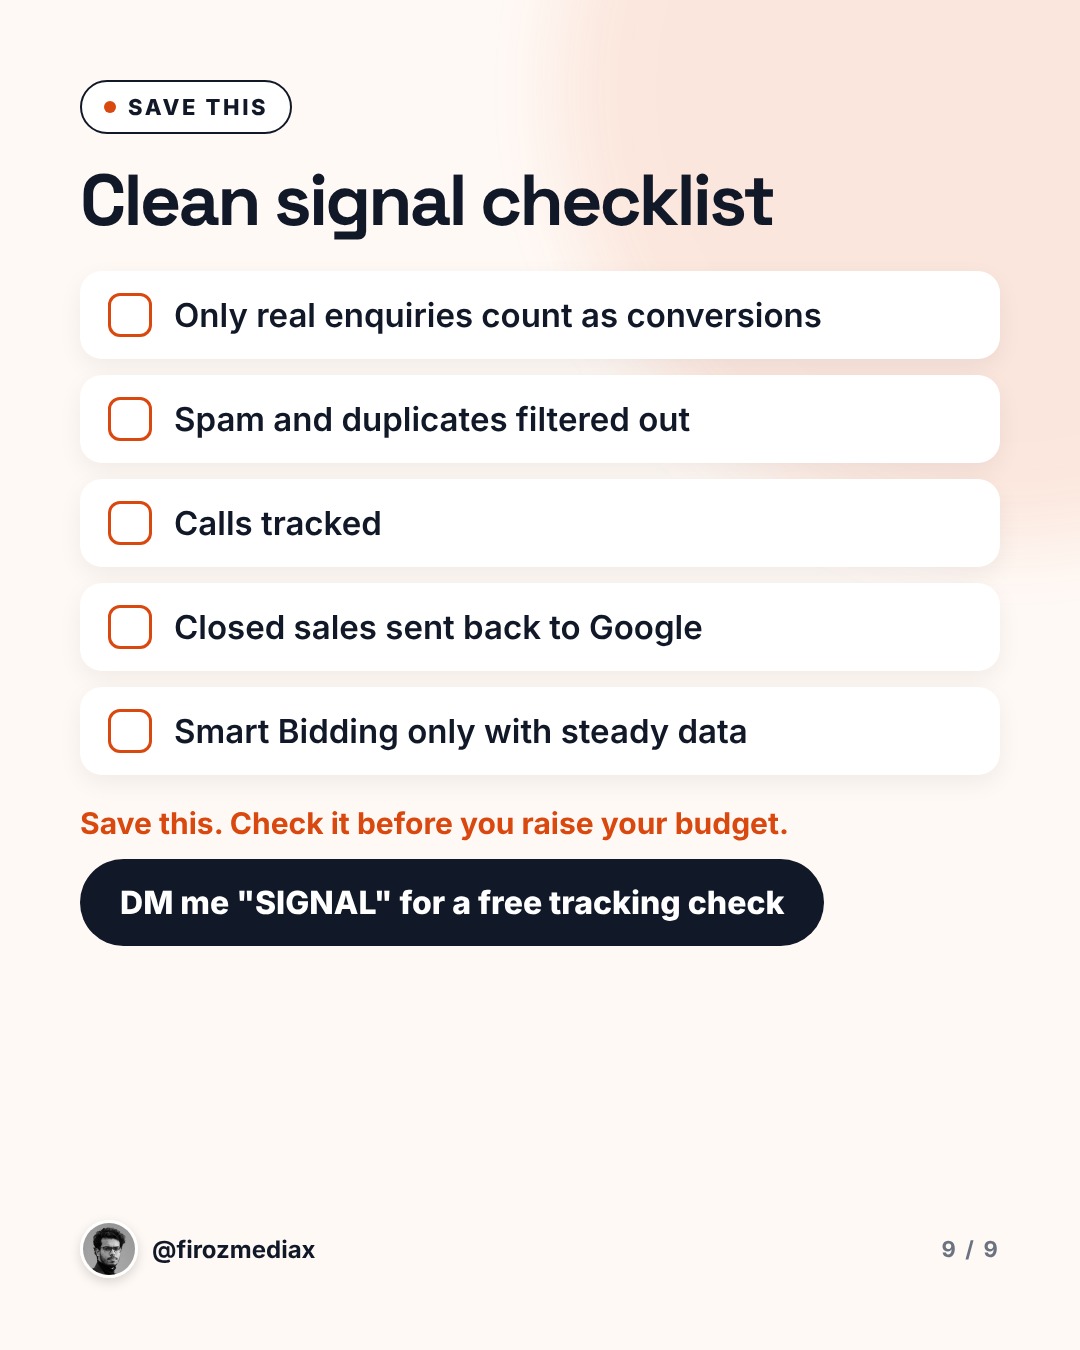 SAVE THIS
Clean signal checklist
Only real enquiries count as conversions
Spam and duplicates filtered out
Calls tracked
Closed sales sent back to Google
Smart Bidding only with steady data
Save this. Check it before you raise your budget.
DM me "SIGNAL" for a free tracking check
@firozmediax
9 / 9